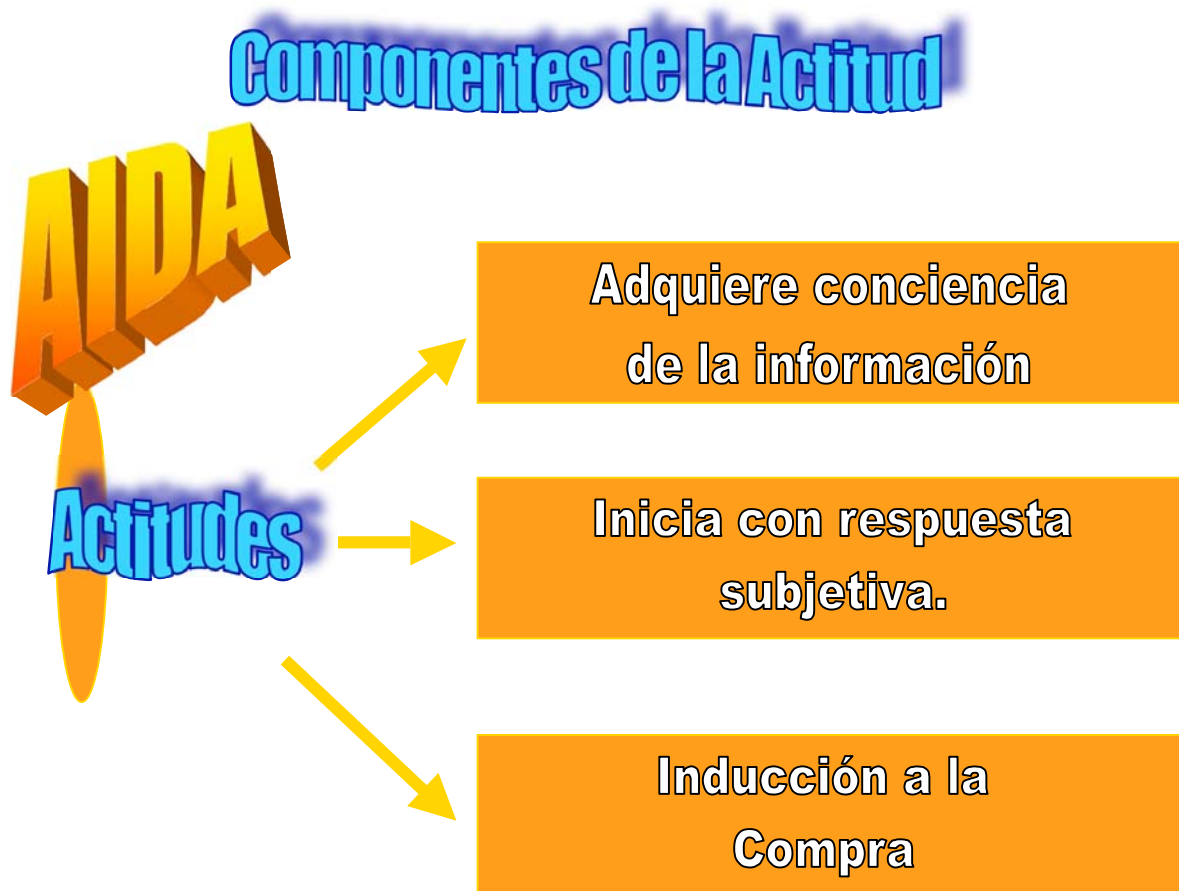 Componentes de la Actitud
AIDA
Adquiere conciencia
de la información
Actitudes
Inicia con respuesta
subjetiva.
Inducción a la
Compra